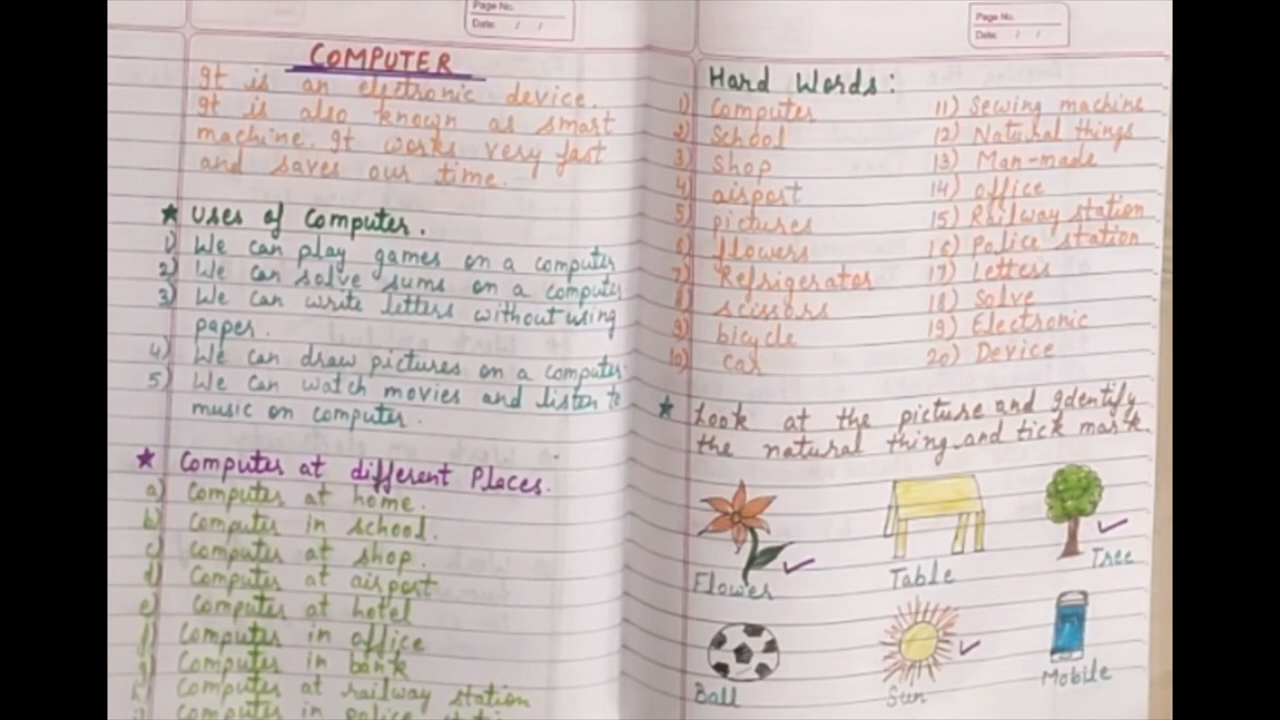 Page No.
Date: / /
COMPUTER
It is an electronic device.
It is also known as smart
machine. It works very fast
and saves our time.
★ Uses of Computer.
1) We can play games on a computer
2) We can solve sums on a computer
3) We can write letters without using
paper.
4) We can draw pictures on a computer
5) We can watch movies and listen to
music on computer.
★ Computer at different Places.
a) Computer at home.
b) Computer in school.
c) Computer at shop.
d) Computer at airport
e) Computer at hotel
f) Computer in office
g) Computer in bank
h) Computer at railway station
Computer in police station
Page No.
Date: / /
Hard Words:
1) Computer
2) School
3) Shop
4) airport
5) pictures
6) flowers
7) Refrigerator
8) scissors
9) bicycle
10) car
11) Sewing machine
12) Natural things
13) Man-made
14) office
15) Railway station
16) Police station
17) Letters
18) Solve
19) Electronic
20) Device
★ Look at the picture and Identify
the natural thing and tick mark.
Flower
Table
Tree
Ball
Sun
Mobile